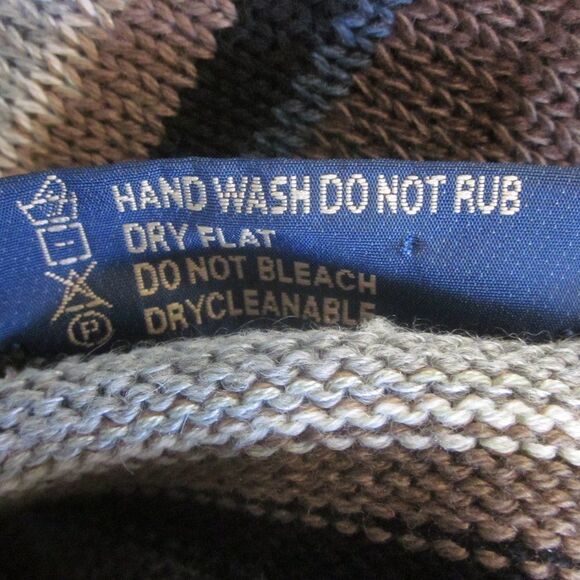 HAND WASH DO NOT RUB
DRY FLAT
DO NOT BLEACH
P DRYCLEANABLE